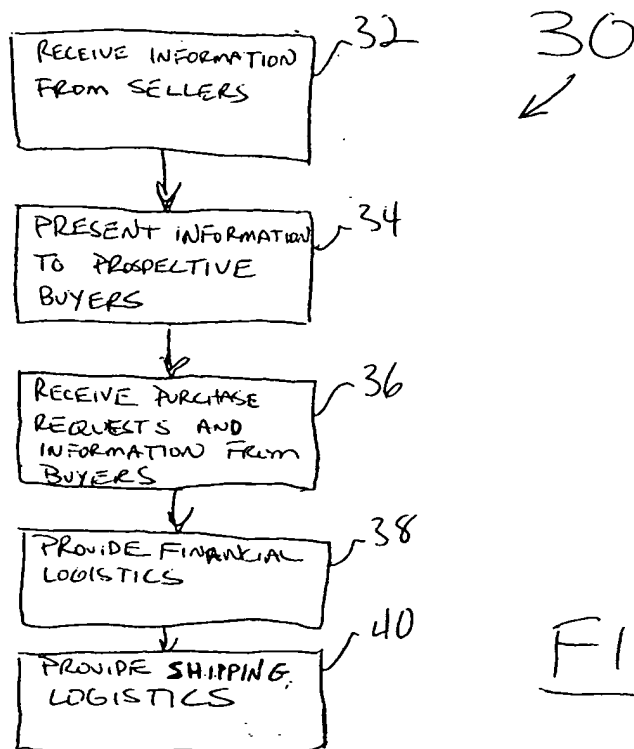 RECEIVE INFORMATION
FROM SELLERS
32
30
PRESENT INFORMATION
TO PROSPECTIVE
BUYERS
34
RECEIVE PURCHASE
REQUESTS AND
INFORMATION FROM
BUYERS
36
PROVIDE FINANCIAL
LOGISTICS
38
PROVIDE SHIPPING
LOGISTICS
40
FI